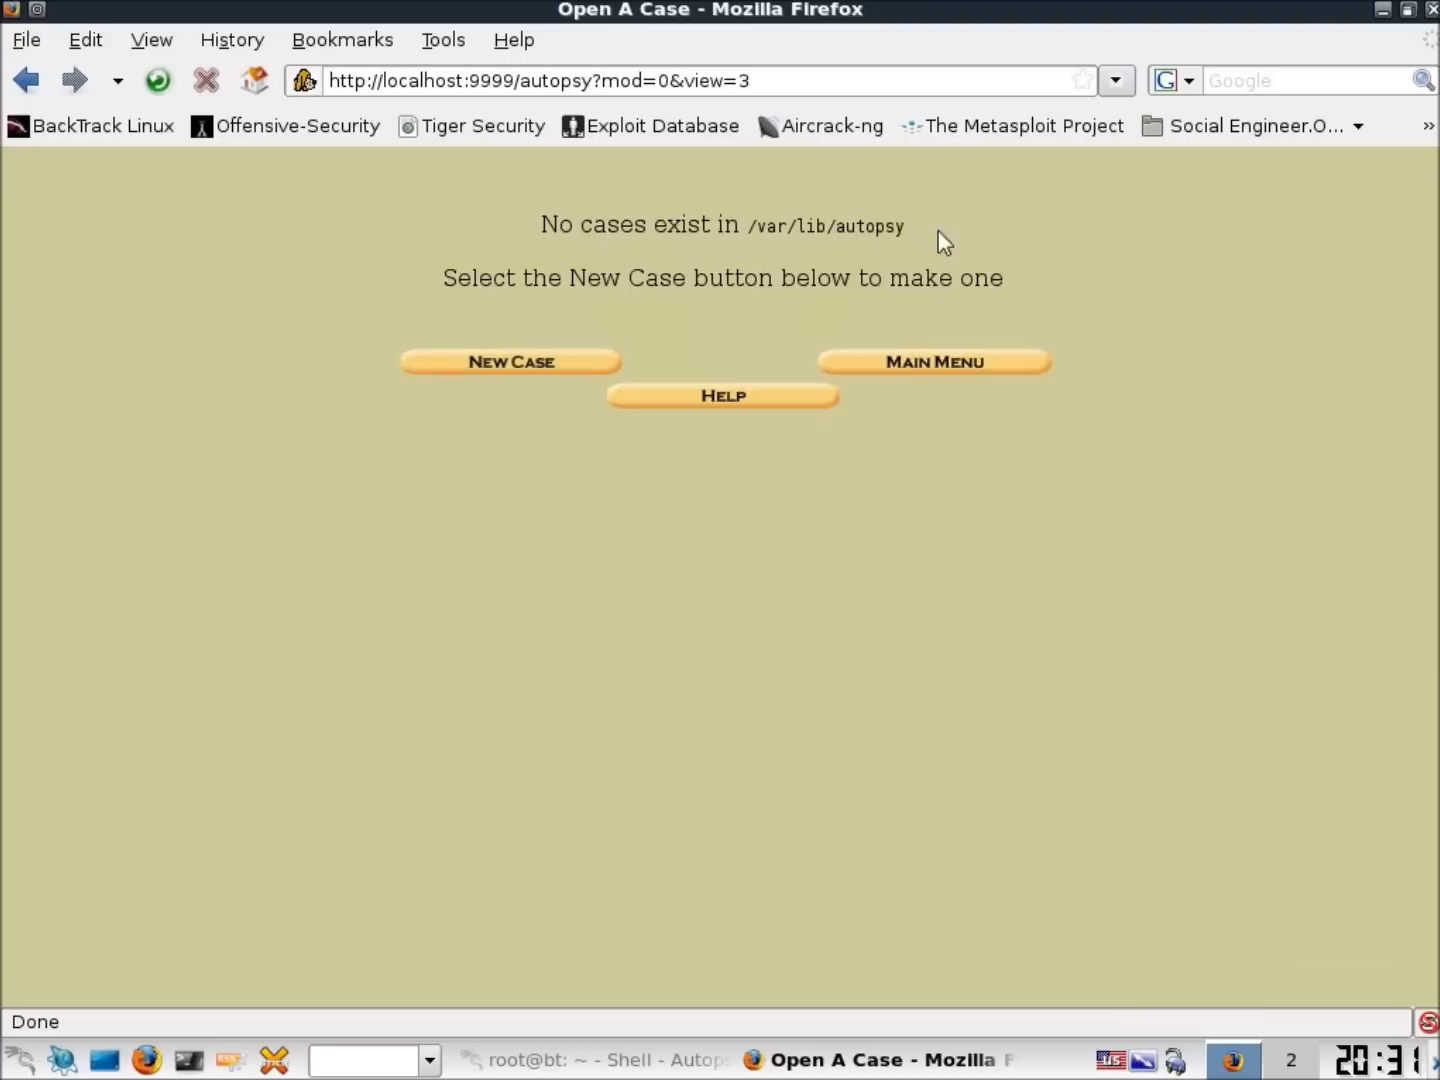 Open A Case - Mozilla Firefox
File Edit View History Bookmarks Tools Help
http://localhost:9999/autopsy?mod=0&view=3
G Google
BackTrack Linux Offensive-Security Tiger Security Exploit Database Aircrack-ng The Metasploit Project Social Engineer.O... »
No cases exist in /var/lib/autopsy
Select the New Case button below to make one
NEW CASE MAIN MENU
HELP
Done
root@bt: ~ - Shell - Autop Open A Case - Mozilla F US 2 20:31